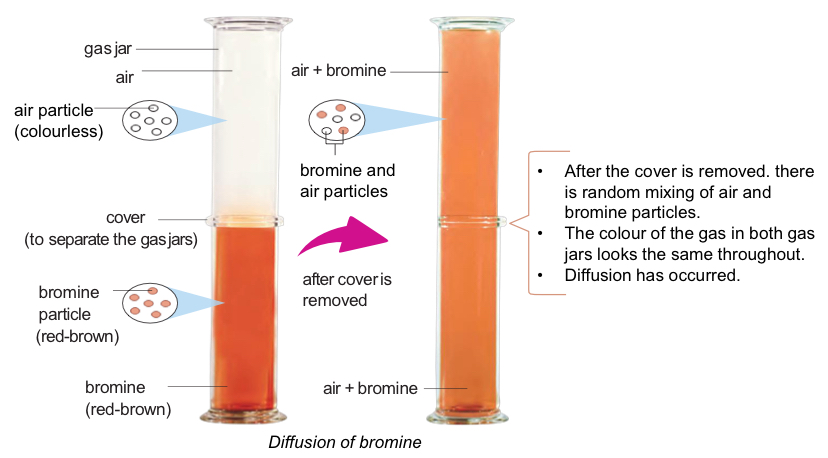 gas jar
air
air particle
(colourless)
cover
(to separate the gas jars)
bromine
particle
(red-brown)
bromine
(red-brown)
after cover is
removed
air + bromine
bromine and
air particles
air + bromine
• After the cover is removed. there
is random mixing of air and
bromine particles.
• The colour of the gas in both gas
jars looks the same throughout.
• Diffusion has occurred.
Diffusion of bromine